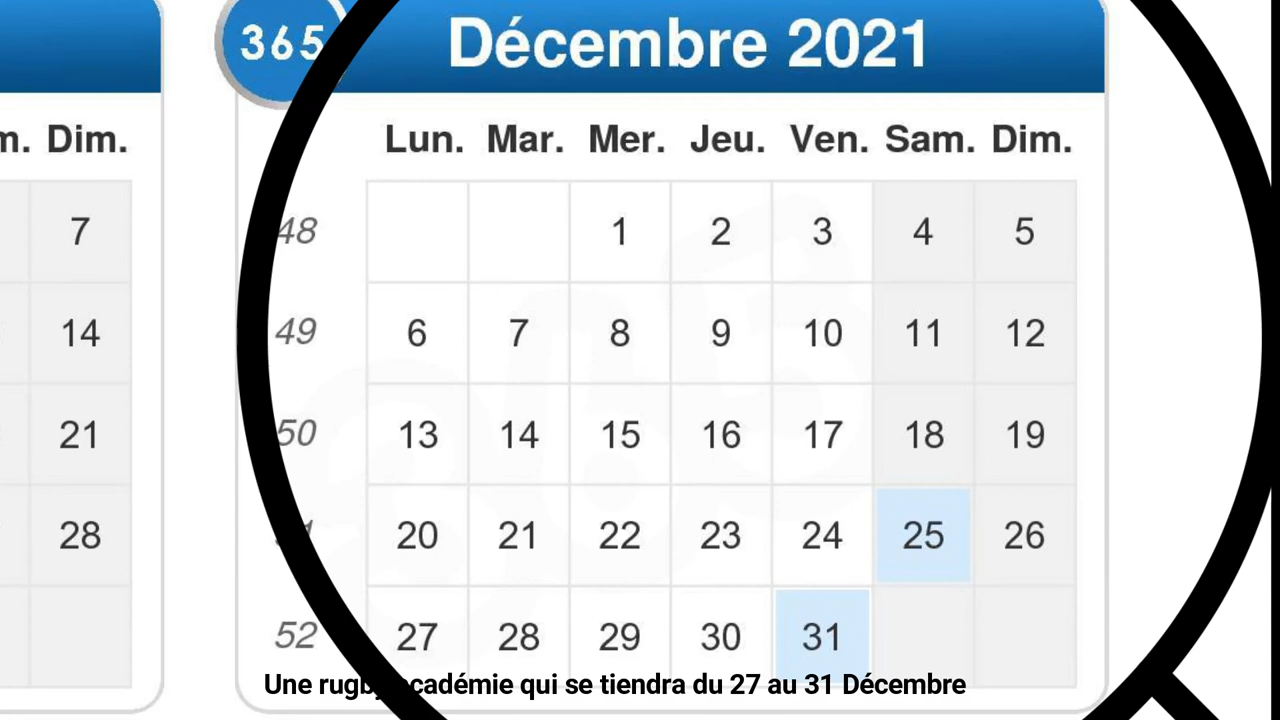 365
Décembre 2021
Dim.
Lun. Mar. Mer. Jeu. Ven. Sam. Dim.
7
48 1 2 3 4 5
14
49 6 7 8 9 10 11 12
21
50 13 14 15 16 17 18 19
28
20 21 22 23 24 25 26
52 27 28 29 30 31
Une rugby académie qui se tiendra du 27 au 31 Décembre